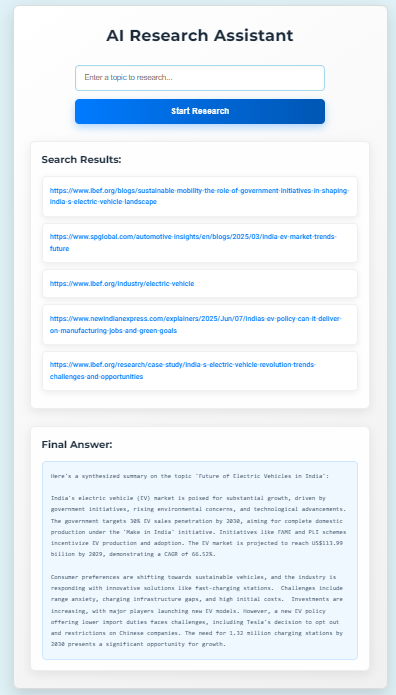 AI Research Assistant
Enter a topic to research...
Start Research
Search Results:
https://www.ibef.org/blogs/sustainable-mobility-the-role-of-government-initiatives-in-shaping-
india-s-electric-vehicle-landscape
https://www.spglobal.com/automotive-insights/en/blogs/2025/03/india-ev-market-trends-
future
https://www.ibef.org/industry/electric-vehicle
https://www.newindianexpress.com/explainers/2025/Jun/07/indias-ev-policy-can-it-deliver-
on-manufacturing-jobs-and-green-goals
https://www.ibef.org/research/case-study/india-s-electric-vehicle-revolution-trends-
challenges-and-opportunities
Final Answer:
Here's a synthesized summary on the topic 'Future of Electric Vehicles in India':
India's electric vehicle (EV) market is poised for substantial growth, driven by
government initiatives, rising environmental concerns, and technological advancements.
The government targets 30% EV sales penetration by 2030, aiming for complete domestic
production under the 'Make in India' initiative. Initiatives like FAME and PLI schemes
incentivize EV production and adoption. The EV market is projected to reach US$113.99
billion by 2029, demonstrating a CAGR of 66.52%.
Consumer preferences are shifting towards sustainable vehicles, and the industry is
responding with innovative solutions like fast-charging stations.  Challenges include
range anxiety, charging infrastructure gaps, and high initial costs.  Investments are
increasing, with major players launching new EV models. However, a new EV policy
offering lower import duties faces challenges, including Tesla's decision to opt out
and restrictions on Chinese companies. The need for 1.32 million charging stations by
2030 presents a significant opportunity for growth.